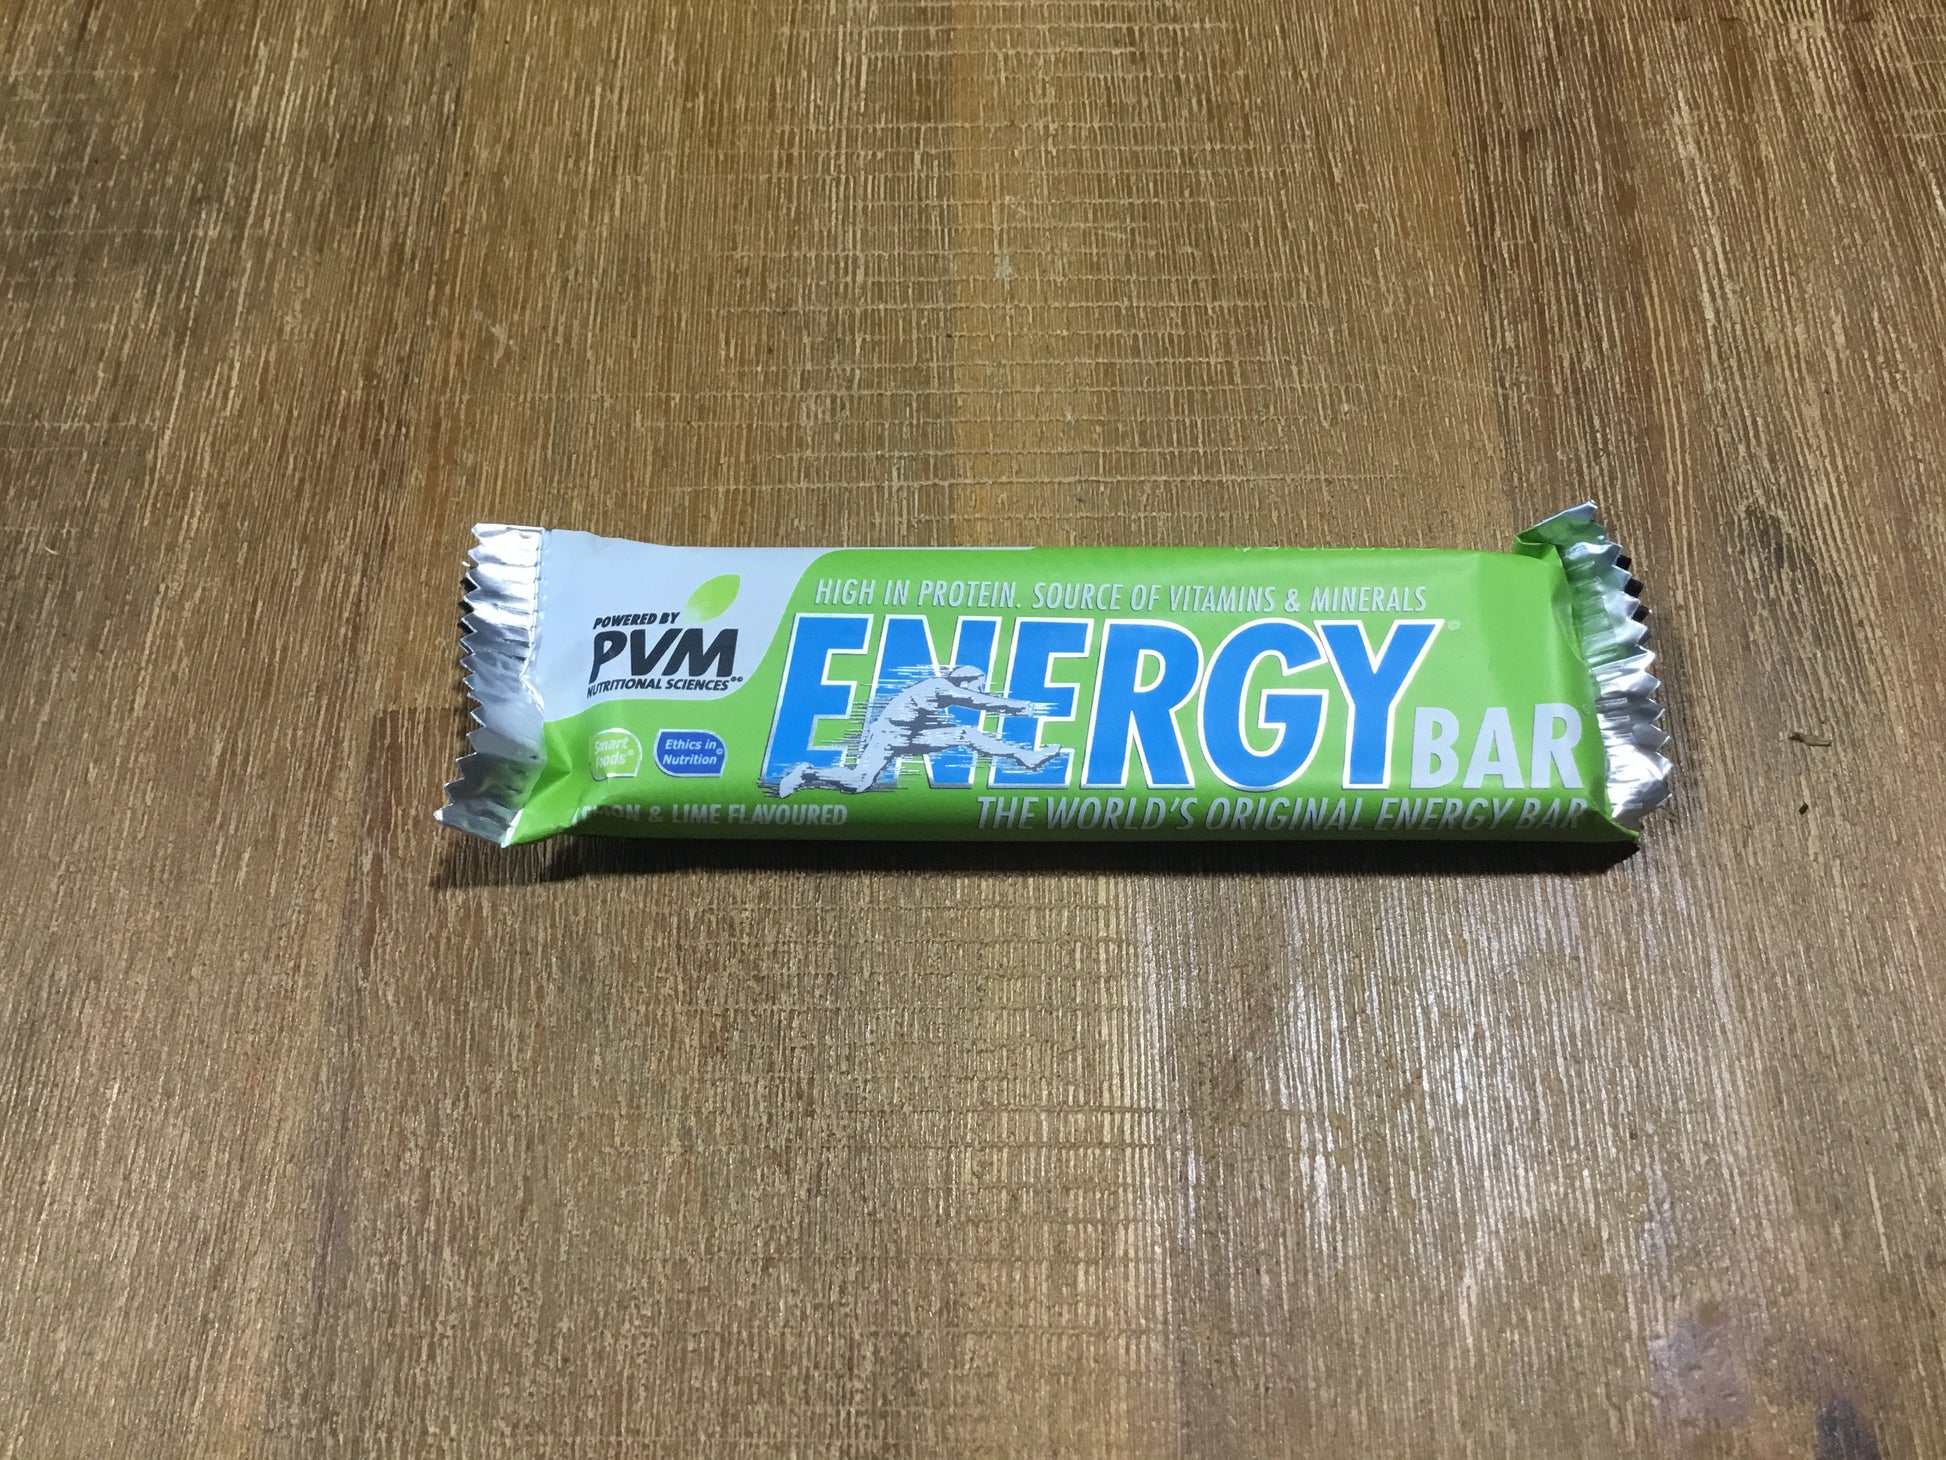 HIGH IN PROTEIN. SOURCE OF VITAMINS & MINERALS
POWERED BY
PVM
NUTRITIONAL SCIENCES
ENERGY BAR
Smart
Foods®
Ethics in
Nutrition
& LIME FLAVOURED
THE WORLD'S ORIGINAL ENERGY BAR